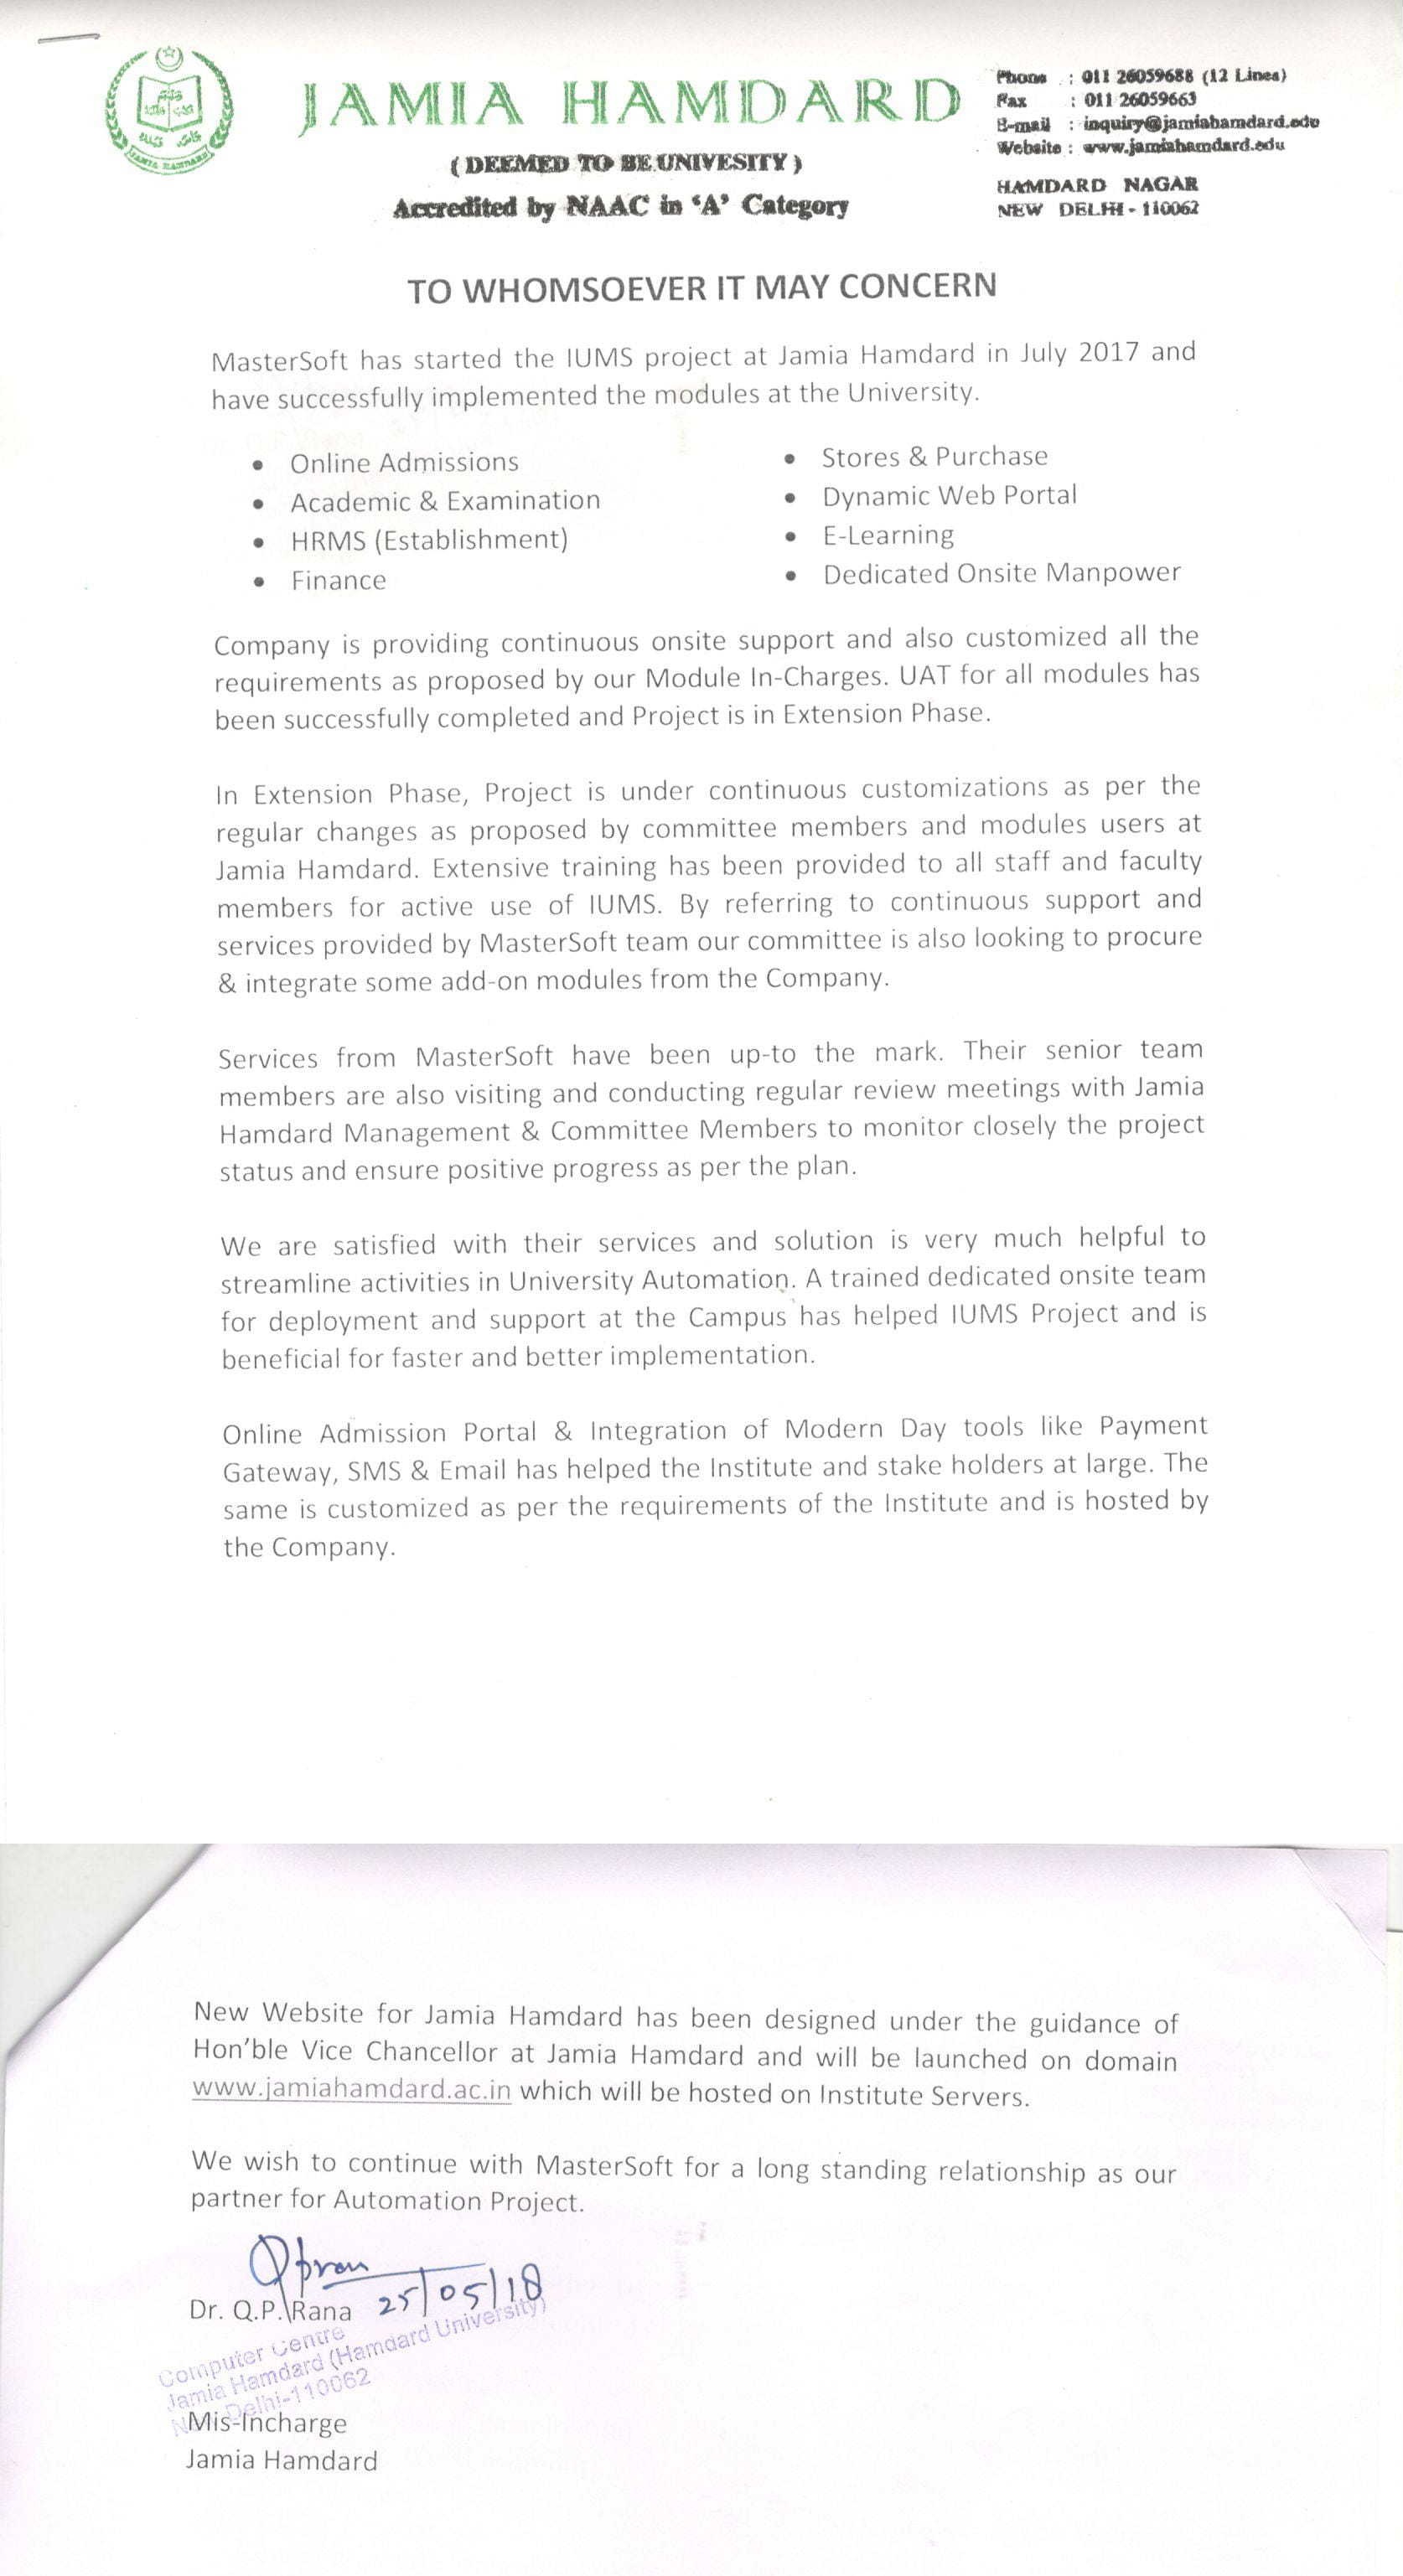 JAMIA HAMDARD
( DEEMED TO BE UNIVESITY )
Accredited by NAAC in 'A' Category
Phone : 011 26059688 (12 Lines)
Fax : 011 26059663
E-mail : inquiry@jamiahamdard.edu
Website : www.jamiahamdard.edu
HAMDARD NAGAR
NEW DELHI - 110062
JAMIA HAMDARD
TO WHOMSOEVER IT MAY CONCERN
MasterSoft has started the IUMS project at Jamia Hamdard in July 2017 and
have successfully implemented the modules at the University.
• Online Admissions
• Academic & Examination
• HRMS (Establishment)
• Finance
• Stores & Purchase
• Dynamic Web Portal
• E-Learning
• Dedicated Onsite Manpower
Company is providing continuous onsite support and also customized all the
requirements as proposed by our Module In-Charges. UAT for all modules has
been successfully completed and Project is in Extension Phase.
In Extension Phase, Project is under continuous customizations as per the
regular changes as proposed by committee members and modules users at
Jamia Hamdard. Extensive training has been provided to all staff and faculty
members for active use of IUMS. By referring to continuous support and
services provided by MasterSoft team our committee is also looking to procure
& integrate some add-on modules from the Company.
Services from MasterSoft have been up-to the mark. Their senior team
members are also visiting and conducting regular review meetings with Jamia
Hamdard Management & Committee Members to monitor closely the project
status and ensure positive progress as per the plan.
We are satisfied with their services and solution is very much helpful to
streamline activities in University Automation. A trained dedicated onsite team
for deployment and support at the Campus has helped IUMS Project and is
beneficial for faster and better implementation.
Online Admission Portal & Integration of Modern Day tools like Payment
Gateway, SMS & Email has helped the Institute and stake holders at large. The
same is customized as per the requirements of the Institute and is hosted by
the Company.
New Website for Jamia Hamdard has been designed under the guidance of
Hon'ble Vice Chancellor at Jamia Hamdard and will be launched on domain
www.jamiahamdard.ac.in which will be hosted on Institute Servers.
We wish to continue with MasterSoft for a long standing relationship as our
partner for Automation Project.
25/05/18
Dr. Q.P. Rana
Computer Centre
Jamia Hamdard (Hamdard University)
Delhi-110062
Mis-Incharge
Jamia Hamdard